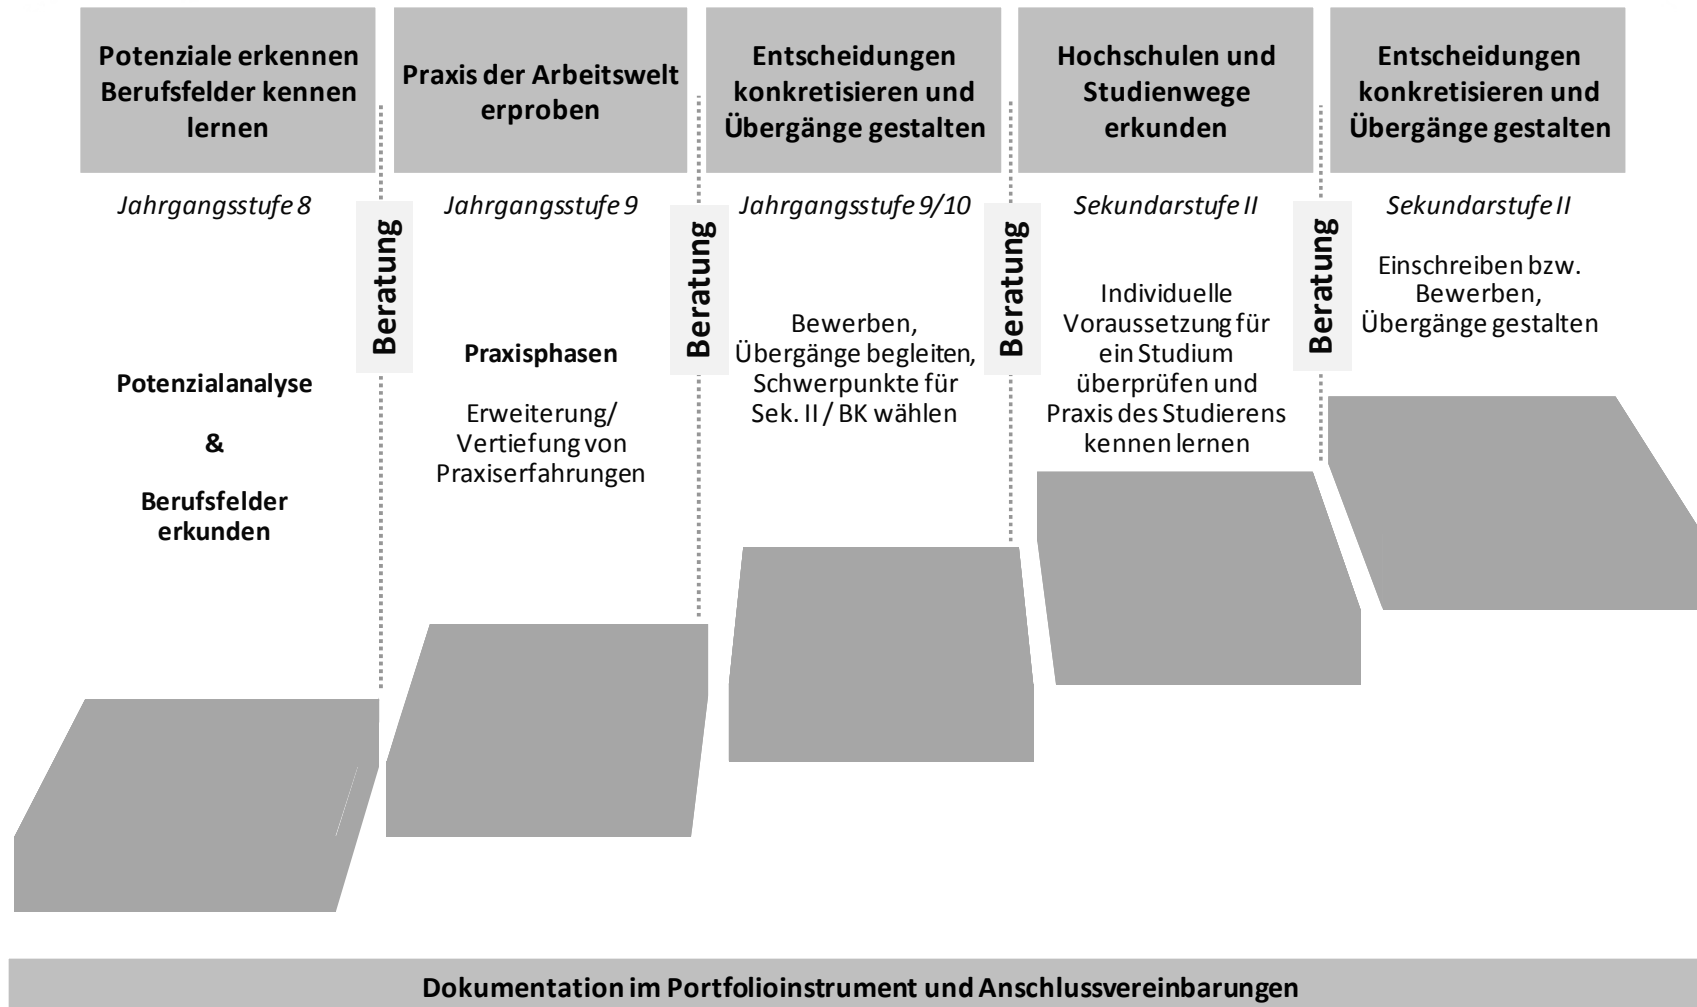 Potenziale erkennen
Berufsfelder kennen
lernen
Praxis der Arbeitswelt
erproben
Entscheidungen
konkretisieren und
Übergänge gestalten
Hochschulen und
Studienwege
erkunden
Entscheidungen
konkretisieren und
Übergänge gestalten
Jahrgangsstufe 8
Jahrgangsstufe 9
Jahrgangsstufe 9/10
Sekundarstufe II
Sekundarstufe II
Potenzialanalyse
&
Berufsfelder
erkunden
Beratung
Praxisphasen
Erweiterung/
Vertiefung von
Praxiserfahrungen
Beratung
Bewerben,
Übergänge begleiten,
Schwerpunkte für
Sek. II / BK wählen
Beratung
Individuelle
Voraussetzung für
ein Studium
überprüfen und
Praxis des Studierens
kennen lernen
Beratung
Einschreiben bzw.
Bewerben,
Übergänge gestalten
Dokumentation im Portfolioinstrument und Anschlussvereinbarungen